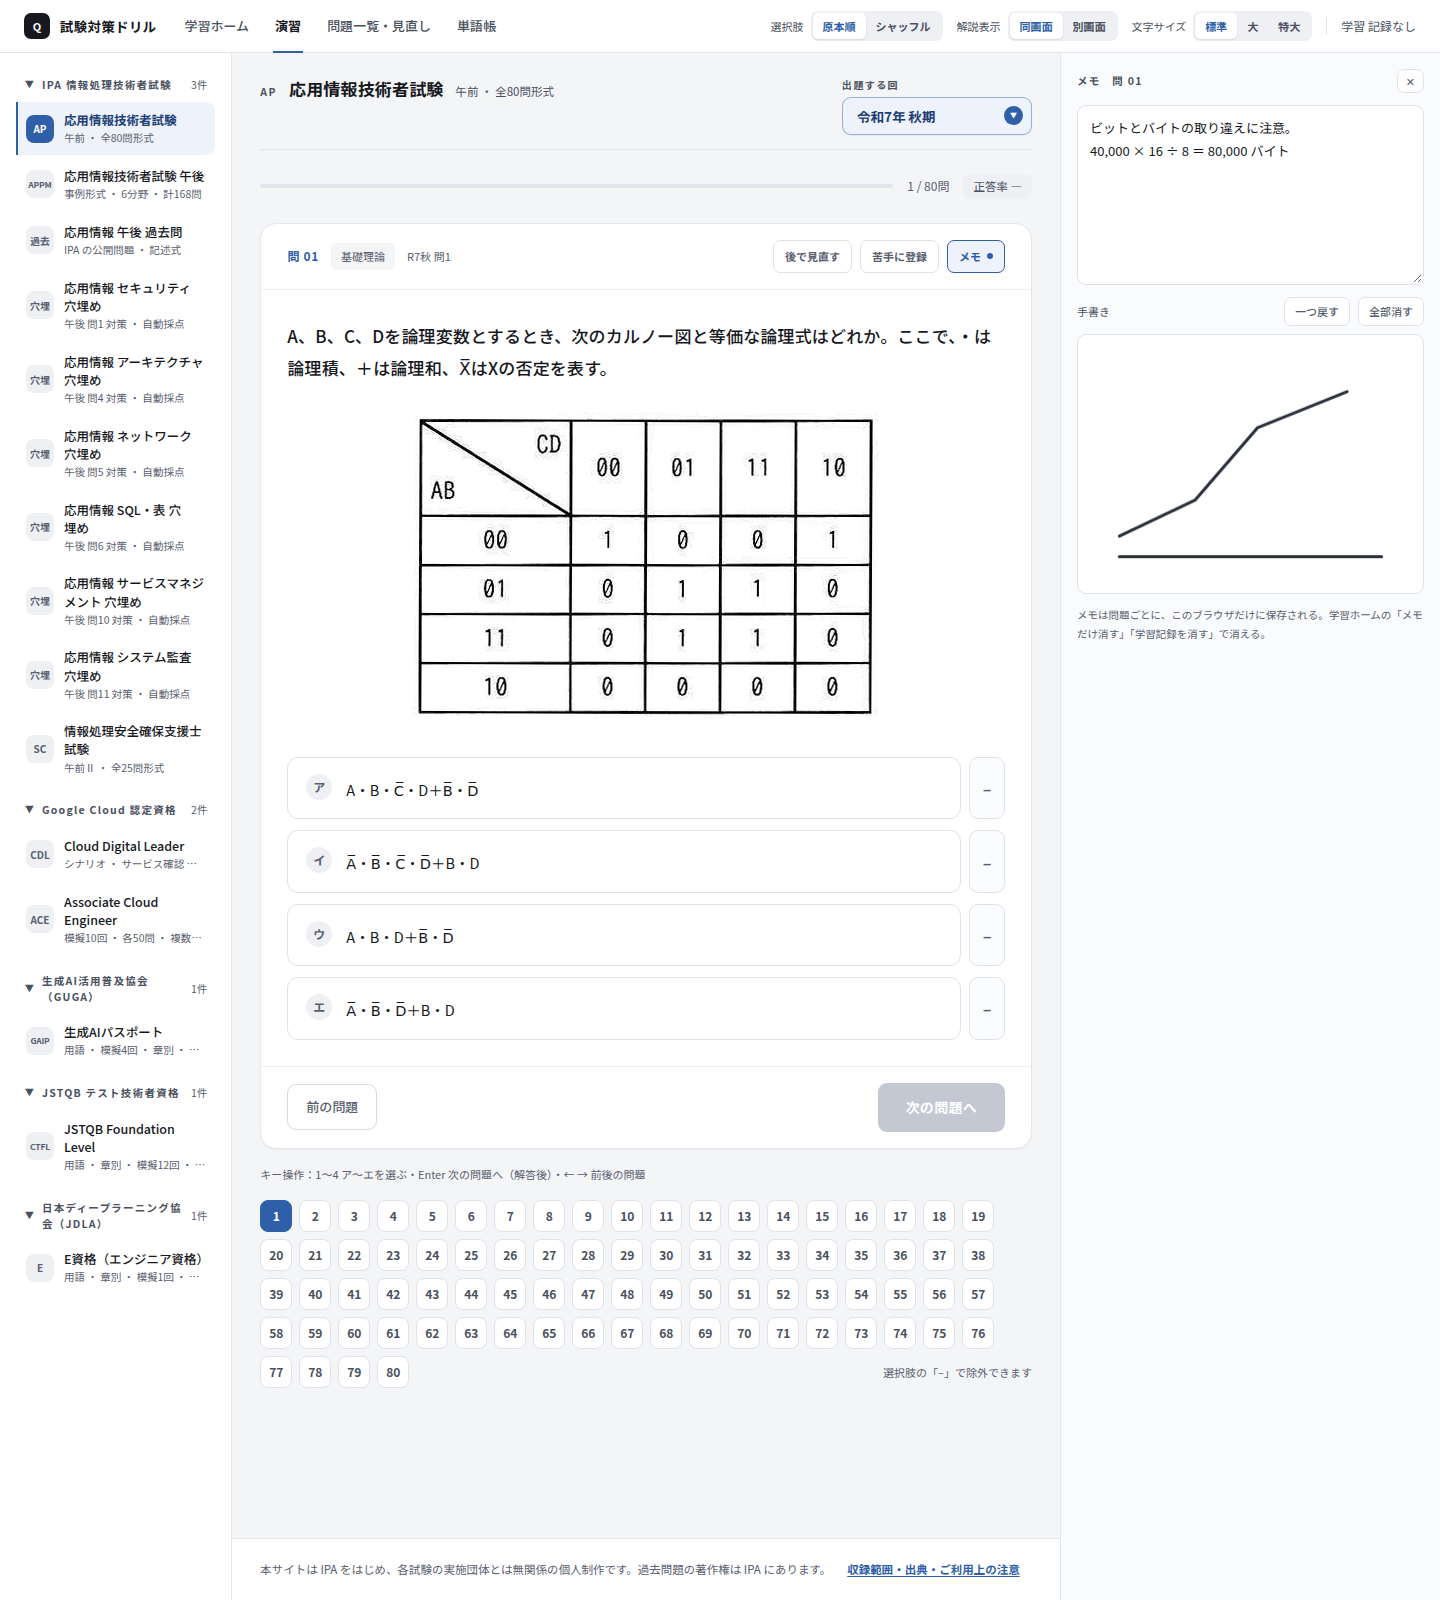 Q 試験対策ドリル 学習ホーム 演習 問題一覧・見直し 単語帳 選択肢 原本順 シャッフル 解説表示 同画面 別画面 文字サイズ 標準 大 特大 学習 記録なし
▼ IPA 情報処理技術者試験 3件
AP 応用情報技術者試験
午前 ・ 全80問形式
APPM 応用情報技術者試験 午後
事例形式 ・ 6分野 ・ 計168問
過去 応用情報 午後 過去問
IPA の公開問題 ・ 記述式
穴埋 応用情報 セキュリティ
穴埋め
午後 問1 対策 ・ 自動採点
穴埋 応用情報 アーキテクチャ
穴埋め
午後 問4 対策 ・ 自動採点
穴埋 応用情報 ネットワーク
穴埋め
午後 問5 対策 ・ 自動採点
穴埋 応用情報 SQL・表 穴
埋め
午後 問6 対策 ・ 自動採点
穴埋 応用情報 サービスマネジ
メント 穴埋め
午後 問10 対策 ・ 自動採点
穴埋 応用情報 システム監査
穴埋め
午後 問11 対策 ・ 自動採点
SC 情報処理安全確保支援士
試験
午前Ⅱ ・ 全25問形式
▼ Google Cloud 認定資格 2件
CDL Cloud Digital Leader
シナリオ ・ サービス確認 …
ACE Associate Cloud
Engineer
模擬10回 ・ 各50問 ・ 複数…
▼ 生成AI活用普及協会
（GUGA） 1件
GAIP 生成AIパスポート
用語 ・ 模擬4回 ・ 章別 ・ …
▼ JSTQB テスト技術者資格 1件
CTFL JSTQB Foundation
Level
用語 ・ 章別 ・ 模擬12回 ・ …
▼ 日本ディープラーニング協
会（JDLA） 1件
E E資格（エンジニア資格）
用語 ・ 章別 ・ 模擬1回 ・ …
AP 応用情報技術者試験 午前 ・ 全80問形式
出題する回
令和7年 秋期 ▼
1 / 80問 正答率 —
問 01 基礎理論 R7秋 問1 後で見直す 苦手に登録 メモ
A、B、C、Dを論理変数とするとき、次のカルノー図と等価な論理式はどれか。ここで、・は
論理積、＋は論理和、X̅はXの否定を表す。
CD
AB 00 01 11 10
00 1 0 0 1
01 0 1 1 0
11 0 1 1 0
10 0 0 0 0
ア A・B・C̅・D＋B̅・D̅ −
イ A̅・B̅・C̅・D̅＋B・D −
ウ A・B・D＋B̅・D̅ −
エ A̅・B̅・D̅＋B・D −
前の問題 次の問題へ
キー操作：1〜4 ア〜エを選ぶ・Enter 次の問題へ（解答後）・← → 前後の問題
1 2 3 4 5 6 7 8 9 10 11 12 13 14 15 16 17 18 19
20 21 22 23 24 25 26 27 28 29 30 31 32 33 34 35 36 37 38
39 40 41 42 43 44 45 46 47 48 49 50 51 52 53 54 55 56 57
58 59 60 61 62 63 64 65 66 67 68 69 70 71 72 73 74 75 76
77 78 79 80 選択肢の「−」で除外できます
本サイトは IPA をはじめ、各試験の実施団体とは無関係の個人制作です。過去問題の著作権は IPA にあります。 収録範囲・出典・ご利用上の注意
メモ 問 01 ×
ビットとバイトの取り違えに注意。
40,000 × 16 ÷ 8 ＝ 80,000 バイト
手書き 一つ戻す 全部消す
メモは問題ごとに、このブラウザだけに保存される。学習ホームの「メモ
だけ消す」「学習記録を消す」で消える。